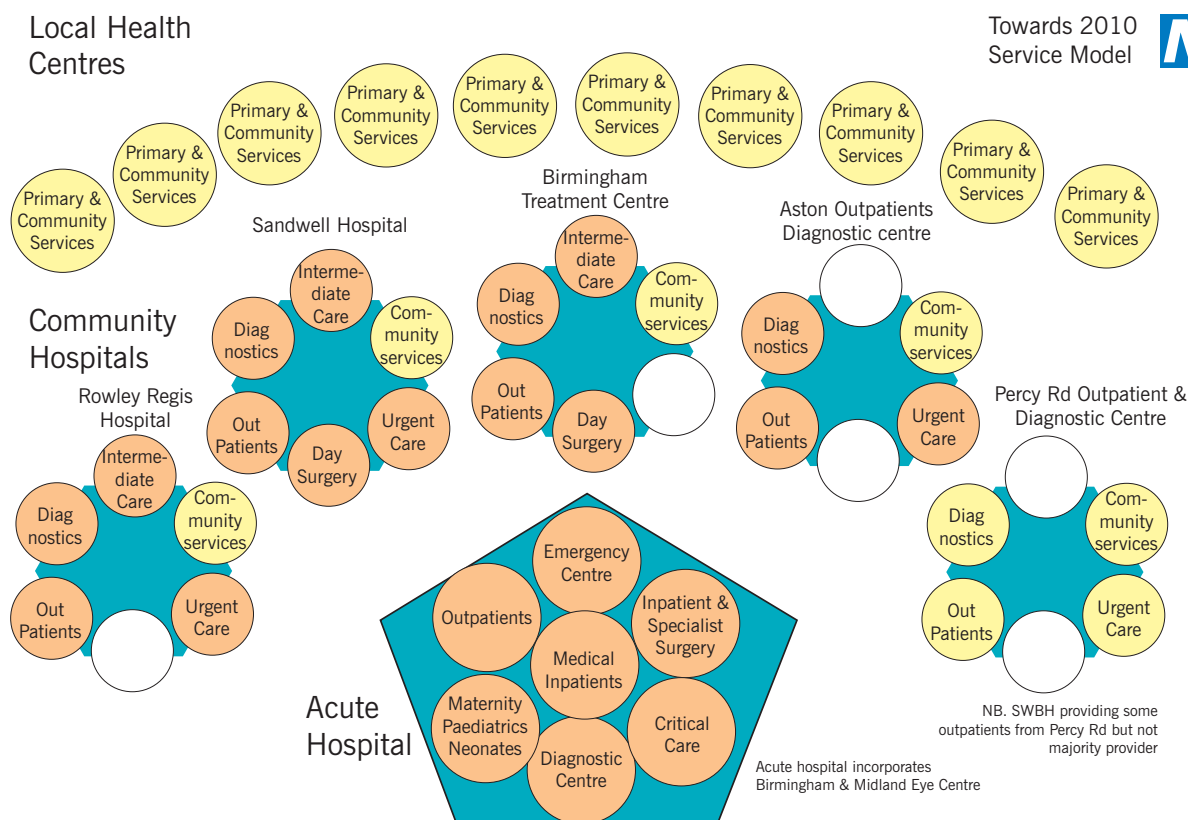 Local Health
Centres
Towards 2010
Service Model
Primary &
Community
Services
Primary &
Community
Services
Primary &
Community
Services
Primary &
Community
Services
Primary &
Community
Services
Primary &
Community
Services
Primary &
Community
Services
Primary &
Community
Services
Primary &
Community
Services
Primary &
Community
Services
Community
Hospitals
Rowley Regis
Hospital
Interme-
diate
Care
Diag
nostics
Com-
munity
services
Out
Patients
Urgent
Care
Sandwell Hospital
Interme-
diate
Care
Diag
nostics
Com-
munity
services
Out
Patients
Urgent
Care
Day
Surgery
Birmingham
Treatment Centre
Interme-
diate
Care
Diag
nostics
Com-
munity
services
Out
Patients
Day
Surgery
Aston Outpatients
Diagnostic centre
Diag
nostics
Com-
munity
services
Out
Patients
Urgent
Care
Percy Rd Outpatient &
Diagnostic Centre
Diag
nostics
Com-
munity
services
Out
Patients
Urgent
Care
NB. SWBH providing some
outpatients from Percy Rd but not
majority provider
Acute
Hospital
Emergency
Centre
Outpatients
Inpatient &
Specialist
Surgery
Medical
Inpatients
Maternity
Paediatrics
Neonates
Critical
Care
Diagnostic
Centre
Acute hospital incorporates
Birmingham & Midland Eye Centre